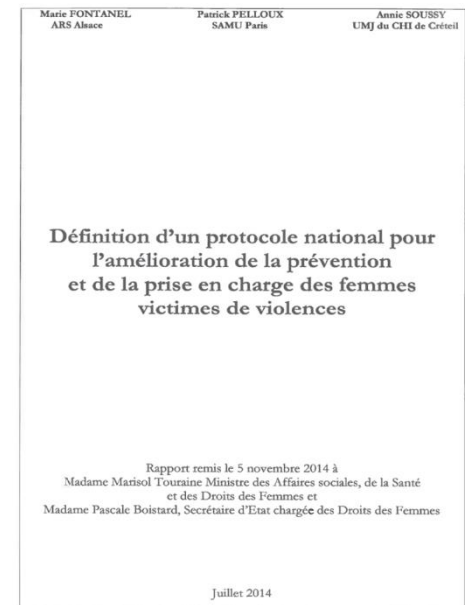 Marie FONTANEL Patrick PELLOUX Annie SOUSSY
ARS Alsace SAMU Paris UMJ du CHI de Créteil
Définition d'un protocole national pour
l'amélioration de la prévention
et de la prise en charge des femmes
victimes de violences
Rapport remis le 5 novembre 2014 à
Madame Marisol Touraine Ministre des Affaires sociales, de la Santé
et des Droits des Femmes et
Madame Pascale Boistard, Secrétaire d'Etat chargée des Droits des Femmes
Juillet 2014